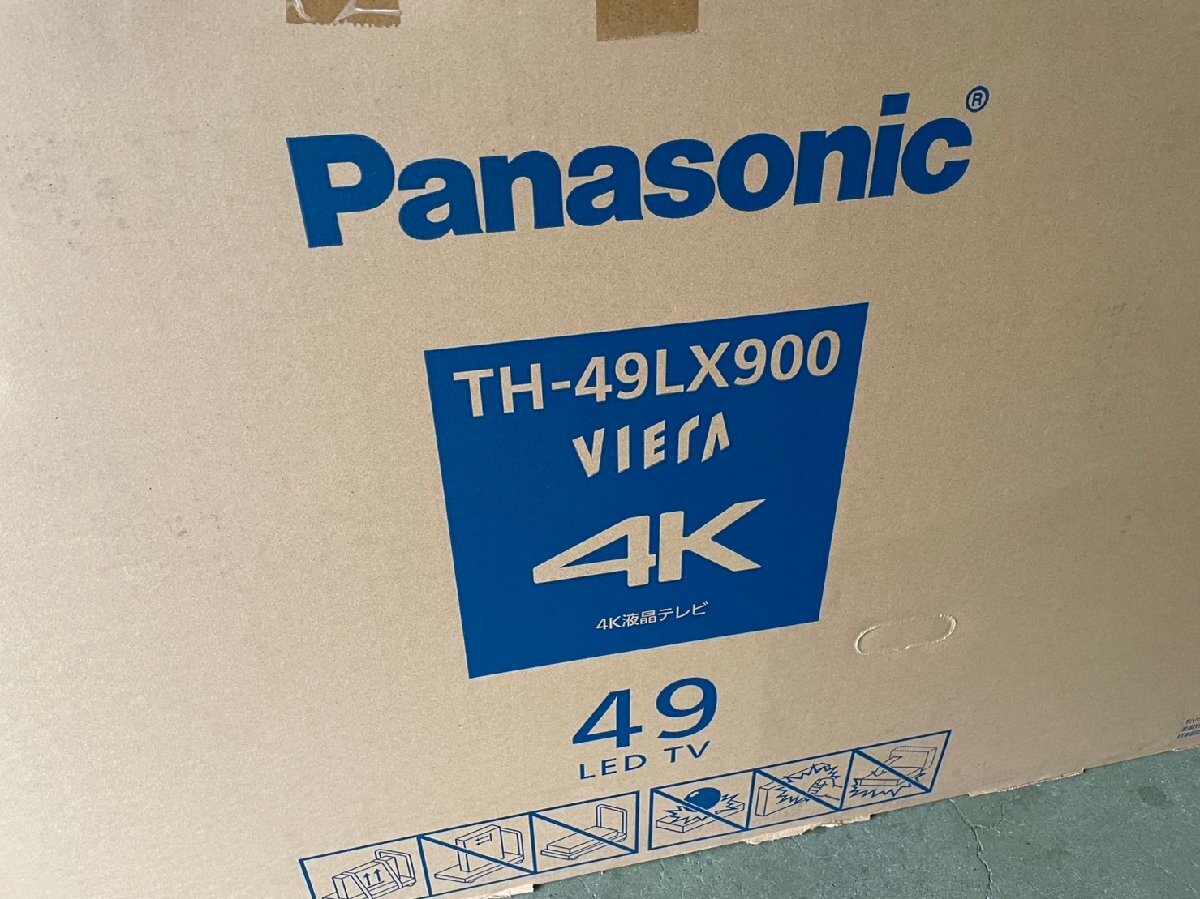 Panasonic®
TH-49LX900
VIERA
4K
4K液晶テレビ
49
LED TV